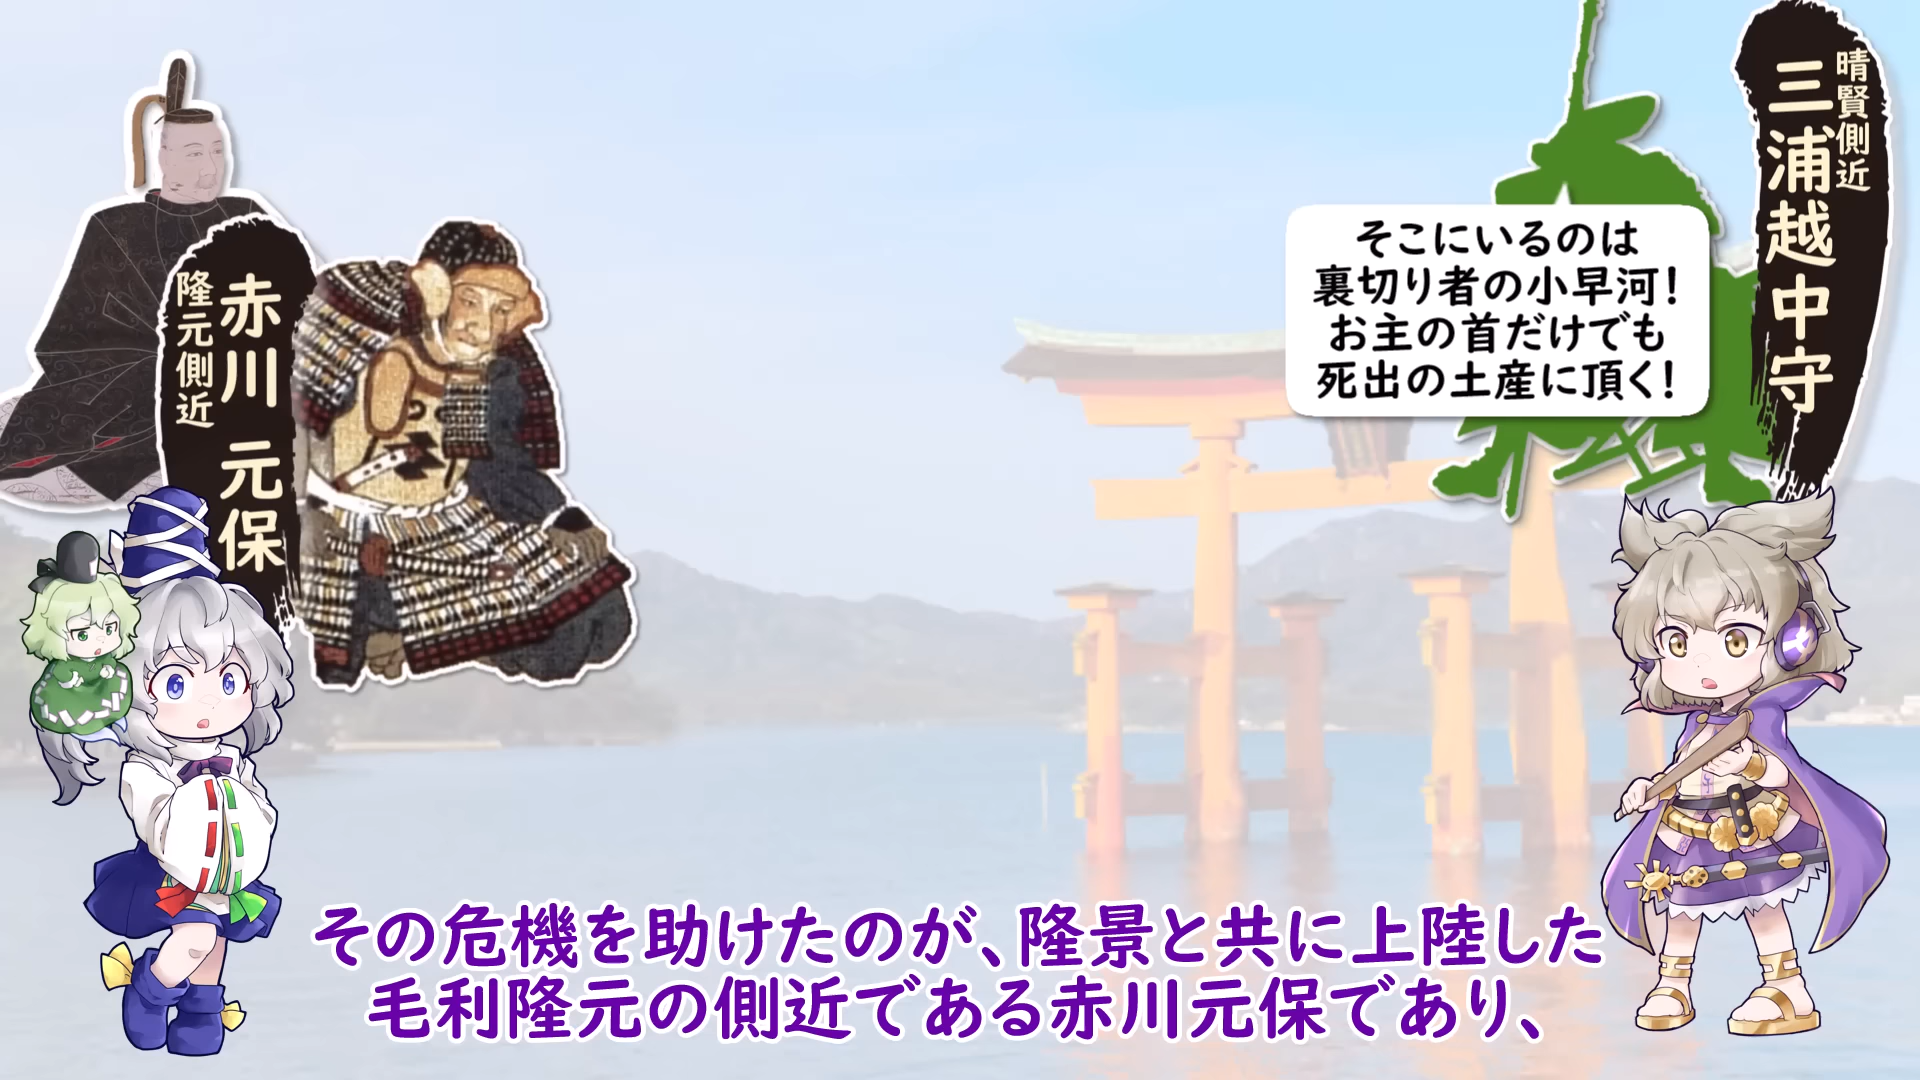 晴賢側近
三浦越中守
そこにいるのは
裏切り者の小早河！
お主の首だけでも
死出の土産に頂く！
赤川 元保
隆元側近
その危機を助けたのが、隆景と共に上陸した
毛利隆元の側近である赤川元保であり、